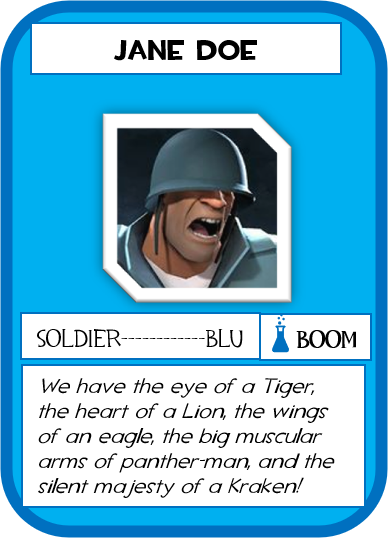 JANE DOE
SOLDIER------------BLU
BOOM
We have the eye of a Tiger,
the heart of a Lion, the wings
of an eagle, the big muscular
arms of panther-man, and the
silent majesty of a Kraken!